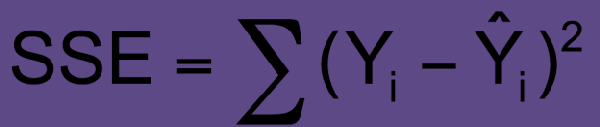 SSE = ∑(Yᵢ − Ŷᵢ)²